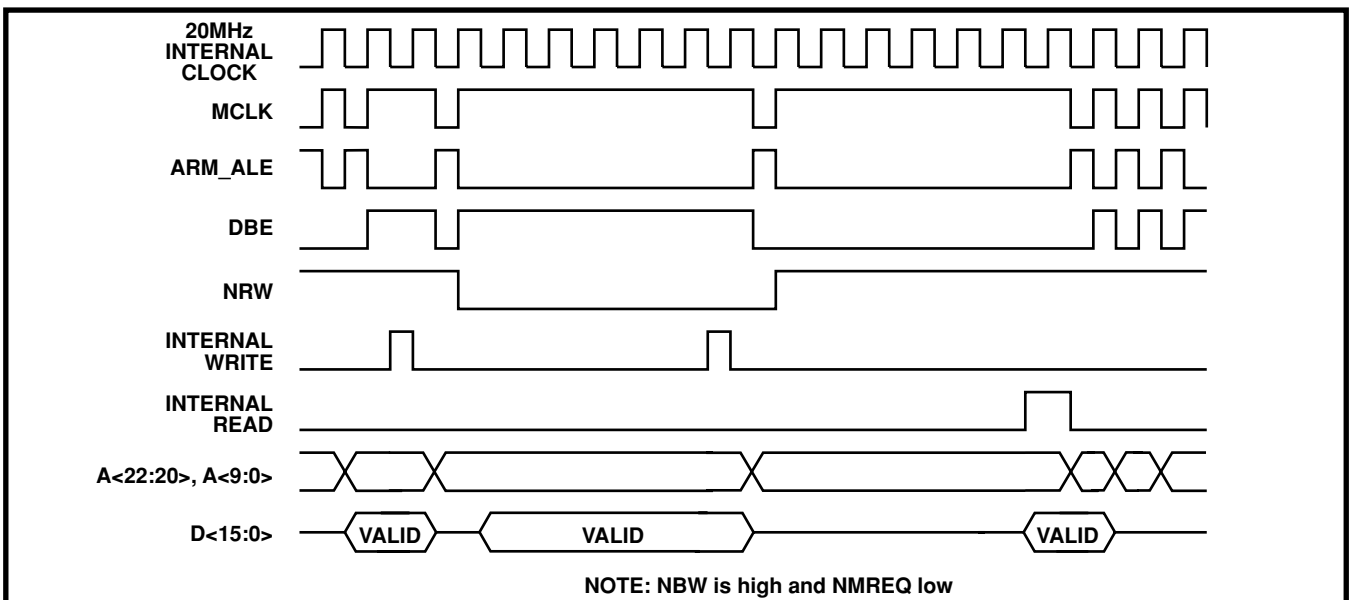 20MHz
INTERNAL
CLOCK
MCLK
ARM_ALE
DBE
NRW
INTERNAL
WRITE
INTERNAL
READ
A<22:20>, A<9:0>
D<15:0>
VALID
VALID
VALID
NOTE: NBW is high and NMREQ low